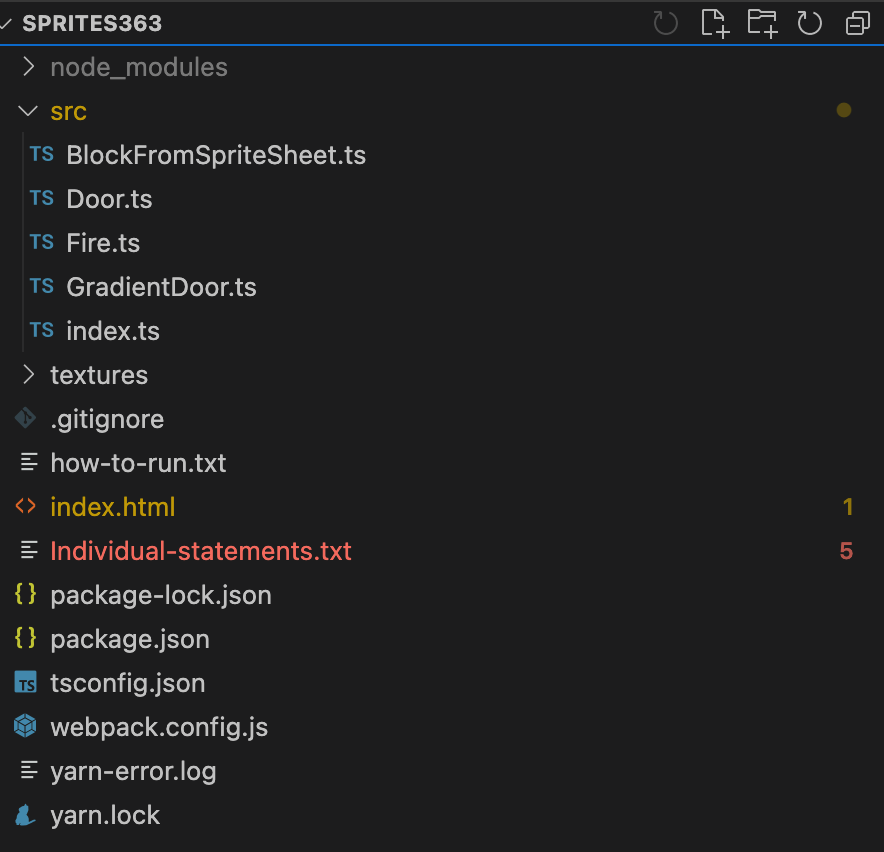 SPRITES363
node_modules
src
TS BlockFromSpriteSheet.ts
TS Door.ts
TS Fire.ts
TS GradientDoor.ts
TS index.ts
textures
.gitignore
how-to-run.txt
<> index.html 1
Individual-statements.txt 5
{} package-lock.json
{} package.json
TS tsconfig.json
webpack.config.js
yarn-error.log
yarn.lock